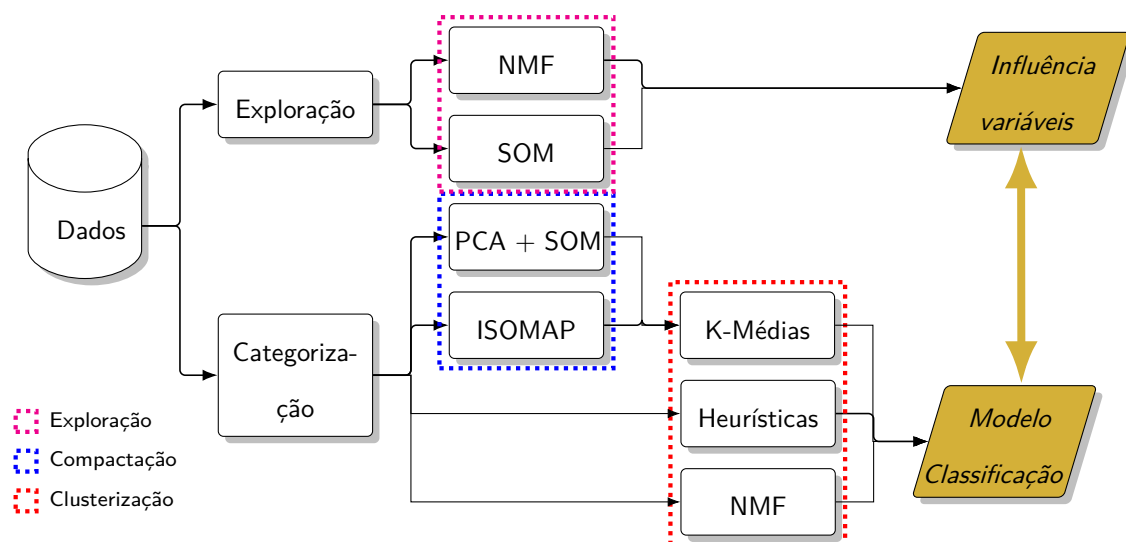 NMF
Influência
variáveis
Exploração
SOM
Dados
PCA + SOM
ISOMAP
K-Médias
Categoriza-
ção
Heurísticas
Modelo
Classificação
NMF
Exploração
Compactação
Clusterização